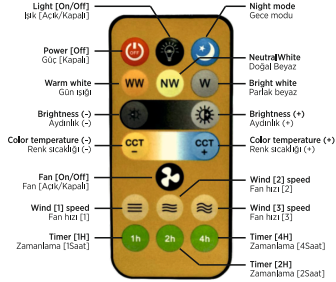 Light [On/Off]
Işık [Açık/Kapalı]
Night mode
Gece modu
Power [Off]
Güç [Kapalı]
NeutralWhite
Doğal Beyaz
Warm white
Gün ışığı
WW
NW
W
Bright white
Parlak beyaz
Brightness (-)
Aydınlık (-)
Brightness (+)
Aydınlık (+)
Color temperature (-)
Renk sıcaklığı (-)
CCT
-
CCT
+
Color temperature (+)
Renk sıcaklığı (+)
Fan [On/Off]
Fan [Açık/Kapalı]
Wind [2] speed
Fan hızı [2]
Wind [1] speed
Fan hızı [1]
Wind [3] speed
Fan hızı [3]
Timer [1H]
Zamanlama [1Saat]
1h
2h
4h
Timer [4H]
Zamanlama [4Saat]
Timer [2H]
Zamanlama [2Saat]